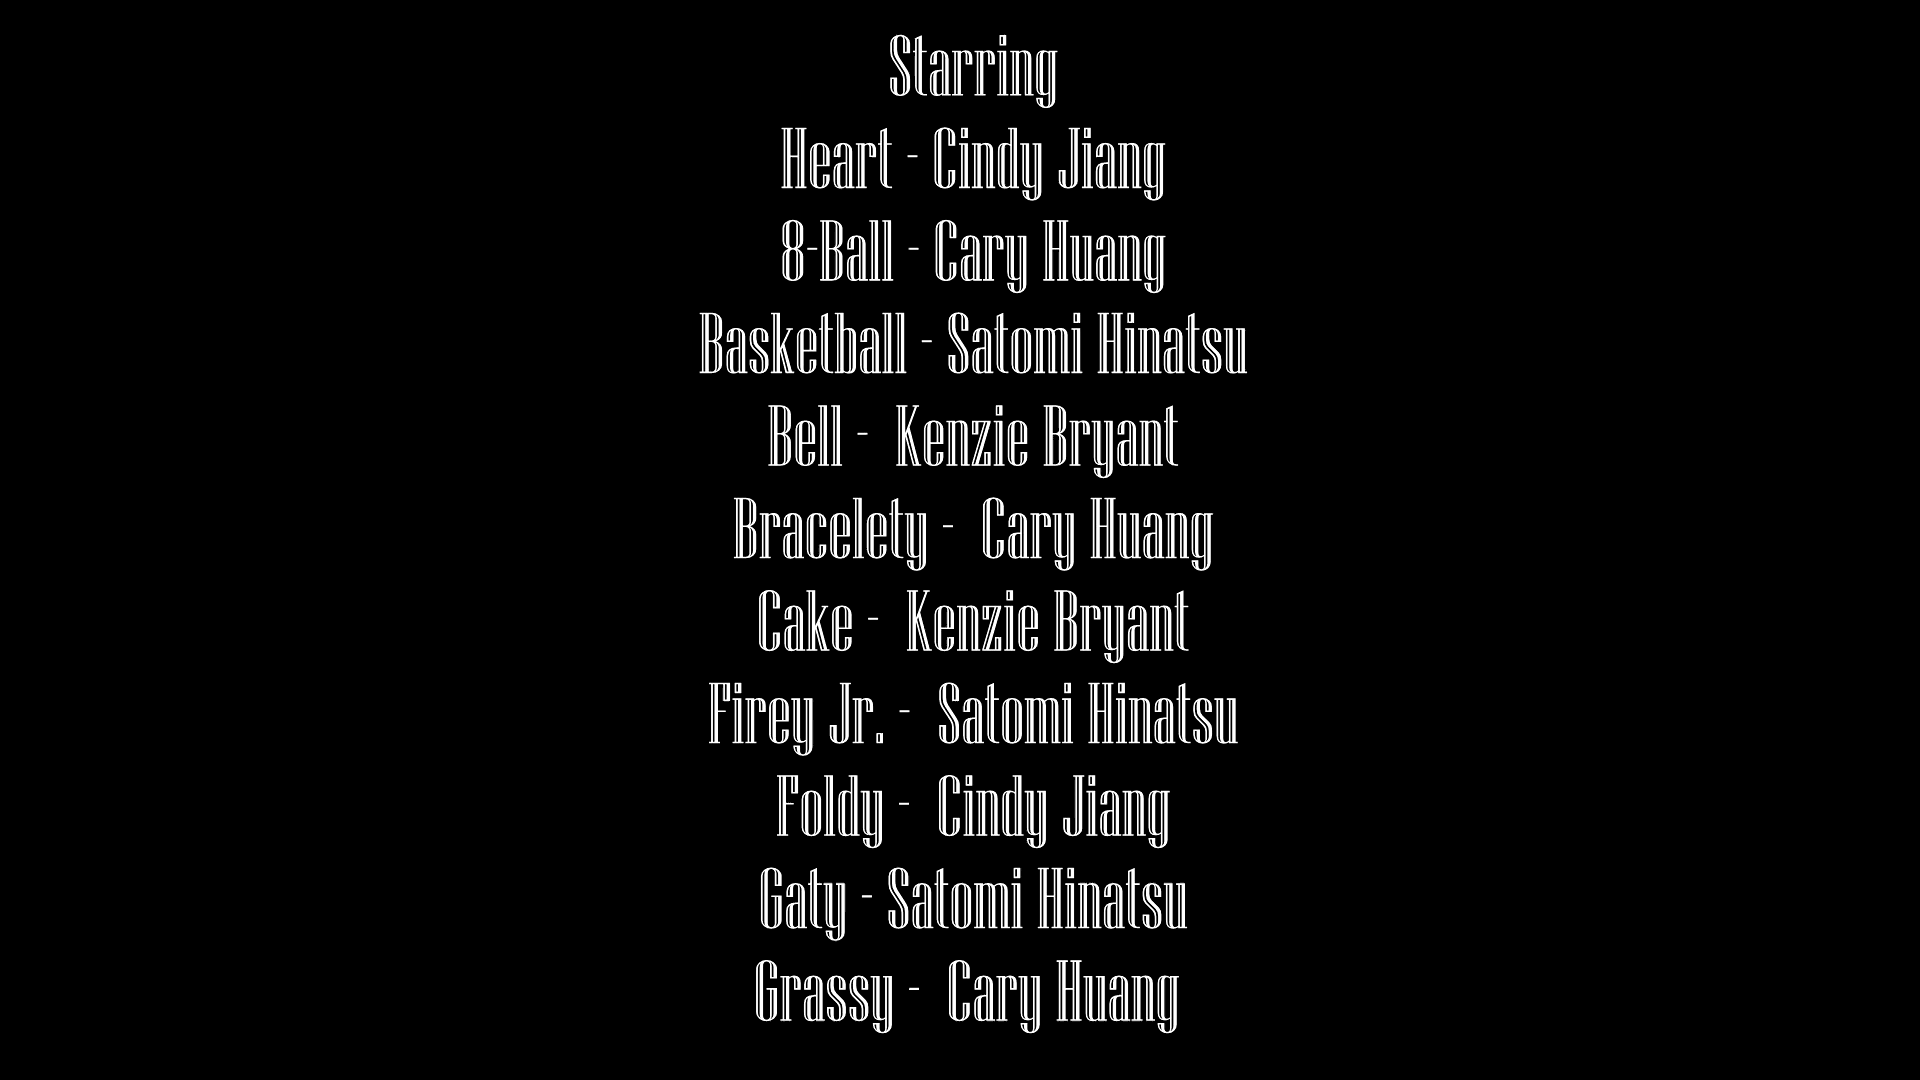 Starring
Heart - Cindy Jiang
8-Ball - Cary Huang
Basketball - Satomi Hinatsu
Bell - Kenzie Bryant
Bracelety - Cary Huang
Cake - Kenzie Bryant
Firey Jr. - Satomi Hinatsu
Foldy - Cindy Jiang
Gaty - Satomi Hinatsu
Grassy - Cary Huang